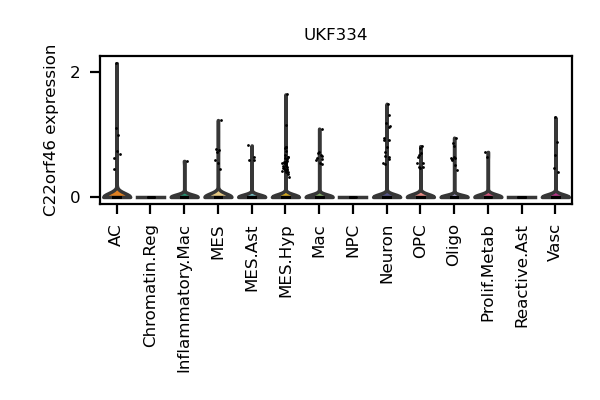 UKF334
C22orf46 expression
2
0
AC
Chromatin.Reg
Inflammatory.Mac
MES
MES.Ast
MES.Hyp
Mac
NPC
Neuron
OPC
Oligo
Prolif.Metab
Reactive.Ast
Vasc